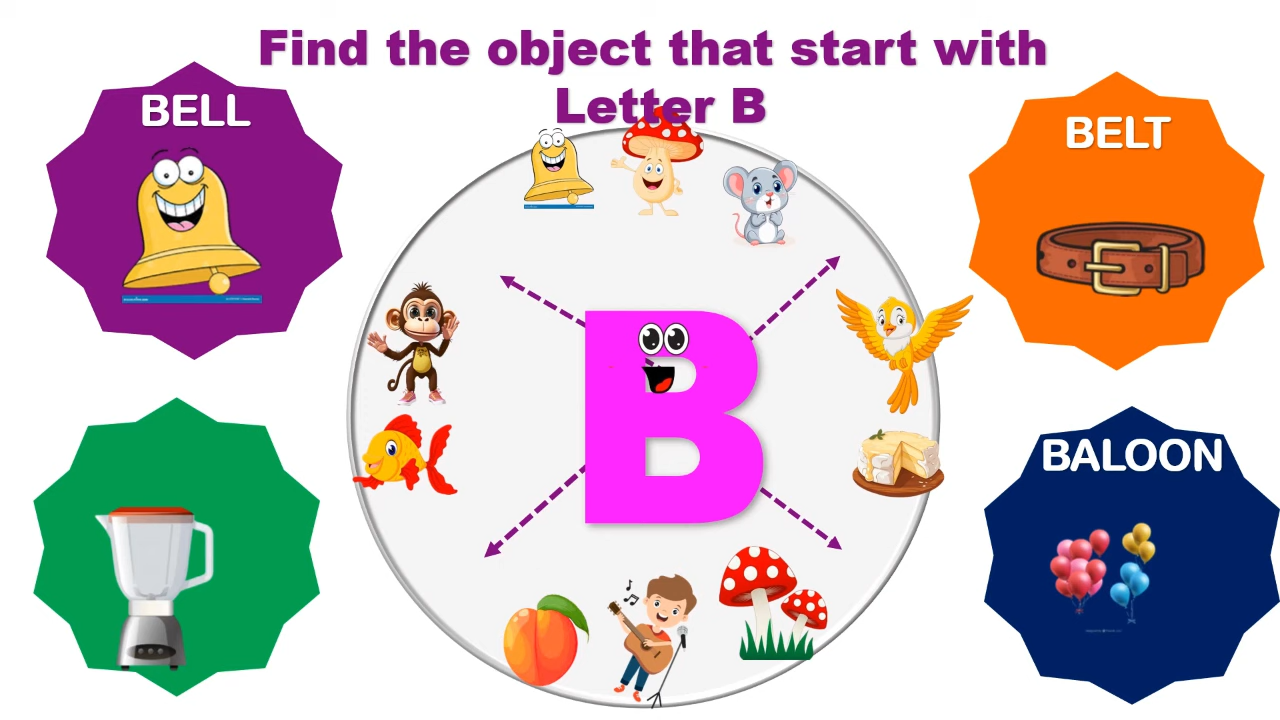 Find the object that start with
Letter B
BELL
BELT
BALOON
B